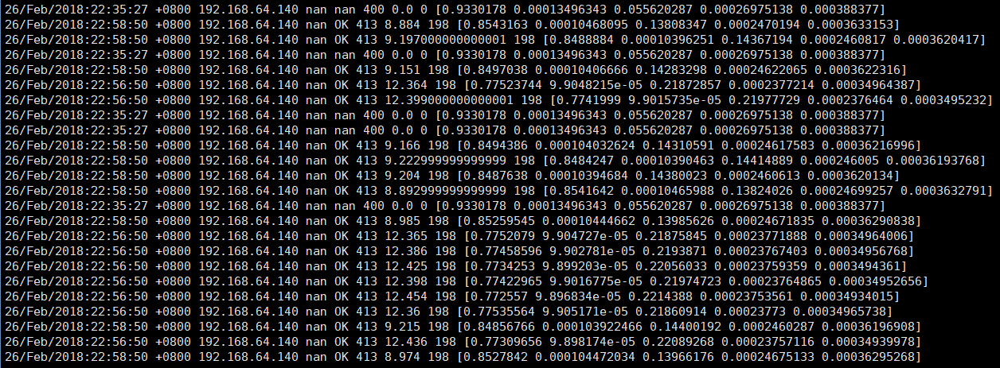 26/Feb/2018:22:35:27 +0800 192.168.64.140 nan nan 400 0.0 0 [0.9330178 0.00013496343 0.055620287 0.00026975138 0.000388377]
26/Feb/2018:22:58:50 +0800 192.168.64.140 nan OK 413 8.884 198 [0.8543163 0.00010468095 0.13808347 0.0002470194 0.0003633153]
26/Feb/2018:22:58:50 +0800 192.168.64.140 nan OK 413 9.197000000000001 198 [0.8488884 0.00010396251 0.14367194 0.0002460817 0.0003620417]
26/Feb/2018:22:35:27 +0800 192.168.64.140 nan nan 400 0.0 0 [0.9330178 0.00013496343 0.055620287 0.00026975138 0.000388377]
26/Feb/2018:22:58:50 +0800 192.168.64.140 nan OK 413 9.151 198 [0.8497038 0.00010406666 0.14283298 0.00024622065 0.0003622316]
26/Feb/2018:22:56:50 +0800 192.168.64.140 nan OK 413 12.364 198 [0.77523744 9.9048215e-05 0.21872857 0.0002377214 0.00034964387]
26/Feb/2018:22:56:50 +0800 192.168.64.140 nan OK 413 12.399000000000001 198 [0.7741999 9.9015735e-05 0.21977729 0.0002376464 0.0003495232]
26/Feb/2018:22:35:27 +0800 192.168.64.140 nan nan 400 0.0 0 [0.9330178 0.00013496343 0.055620287 0.00026975138 0.000388377]
26/Feb/2018:22:35:27 +0800 192.168.64.140 nan nan 400 0.0 0 [0.9330178 0.00013496343 0.055620287 0.00026975138 0.000388377]
26/Feb/2018:22:58:50 +0800 192.168.64.140 nan OK 413 9.166 198 [0.8494386 0.000104032624 0.14310591 0.00024617583 0.00036216996]
26/Feb/2018:22:58:50 +0800 192.168.64.140 nan OK 413 9.222999999999999 198 [0.8484247 0.00010390463 0.14414889 0.000246005 0.00036193768]
26/Feb/2018:22:58:50 +0800 192.168.64.140 nan OK 413 9.204 198 [0.8487638 0.00010394684 0.14380023 0.0002460613 0.0003620134]
26/Feb/2018:22:58:50 +0800 192.168.64.140 nan OK 413 8.892999999999999 198 [0.8541642 0.00010465988 0.13824026 0.00024699257 0.0003632791]
26/Feb/2018:22:35:27 +0800 192.168.64.140 nan nan 400 0.0 0 [0.9330178 0.00013496343 0.055620287 0.00026975138 0.000388377]
26/Feb/2018:22:58:50 +0800 192.168.64.140 nan OK 413 8.985 198 [0.85259545 0.00010444662 0.13985626 0.00024671835 0.00036290838]
26/Feb/2018:22:56:50 +0800 192.168.64.140 nan OK 413 12.365 198 [0.7752079 9.904727e-05 0.21875845 0.00023771888 0.00034964006]
26/Feb/2018:22:56:50 +0800 192.168.64.140 nan OK 413 12.386 198 [0.77458596 9.902781e-05 0.2193871 0.00023767403 0.00034956768]
26/Feb/2018:22:56:50 +0800 192.168.64.140 nan OK 413 12.425 198 [0.7734253 9.899203e-05 0.22056033 0.00023759359 0.0003494361]
26/Feb/2018:22:56:50 +0800 192.168.64.140 nan OK 413 12.398 198 [0.77422965 9.9016775e-05 0.21974723 0.00023764865 0.00034952656]
26/Feb/2018:22:56:50 +0800 192.168.64.140 nan OK 413 12.454 198 [0.772557 9.896834e-05 0.2214388 0.00023753561 0.00034934015]
26/Feb/2018:22:56:50 +0800 192.168.64.140 nan OK 413 12.36 198 [0.77535564 9.905171e-05 0.21860914 0.00023773 0.00034965738]
26/Feb/2018:22:58:50 +0800 192.168.64.140 nan OK 413 9.215 198 [0.84856766 0.000103922466 0.14400192 0.0002460287 0.00036196908]
26/Feb/2018:22:56:50 +0800 192.168.64.140 nan OK 413 12.436 198 [0.77309656 9.898174e-05 0.22089268 0.00023757116 0.00034939978]
26/Feb/2018:22:58:50 +0800 192.168.64.140 nan OK 413 8.974 198 [0.8527842 0.000104472034 0.13966176 0.00024675133 0.00036295268]